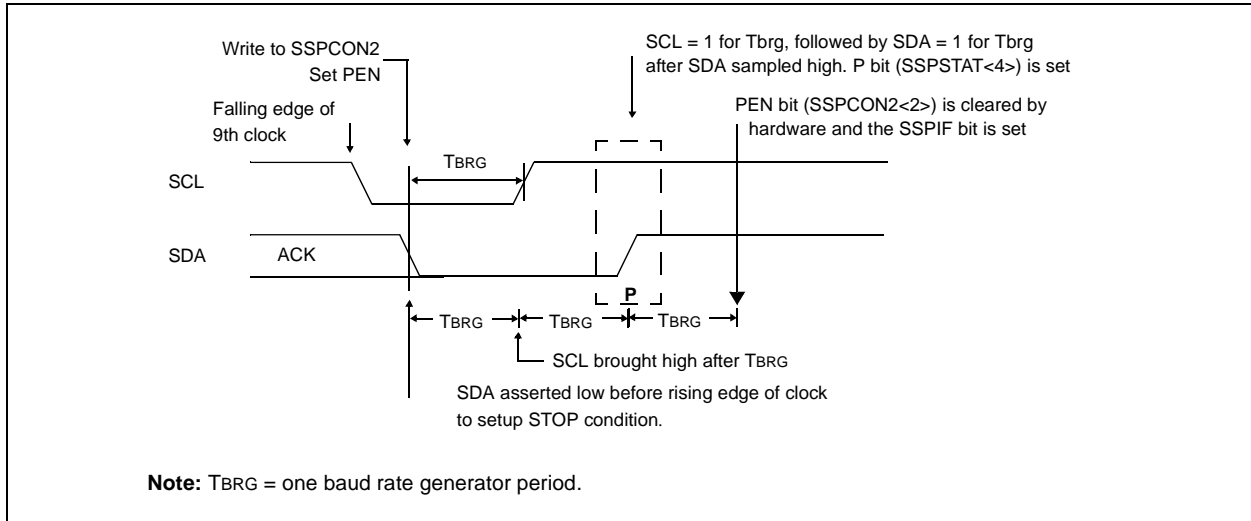 Write to SSPCON2
Set PEN
SCL = 1 for Tbrg, followed by SDA = 1 for Tbrg
after SDA sampled high. P bit (SSPSTAT<4>) is set
Falling edge of
9th clock
PEN bit (SSPCON2<2>) is cleared by
hardware and the SSPIF bit is set
TBRG
SCL
SDA
ACK
P
TBRG
TBRG
TBRG
SCL brought high after TBRG
SDA asserted low before rising edge of clock
to setup STOP condition.
Note: TBRG = one baud rate generator period.